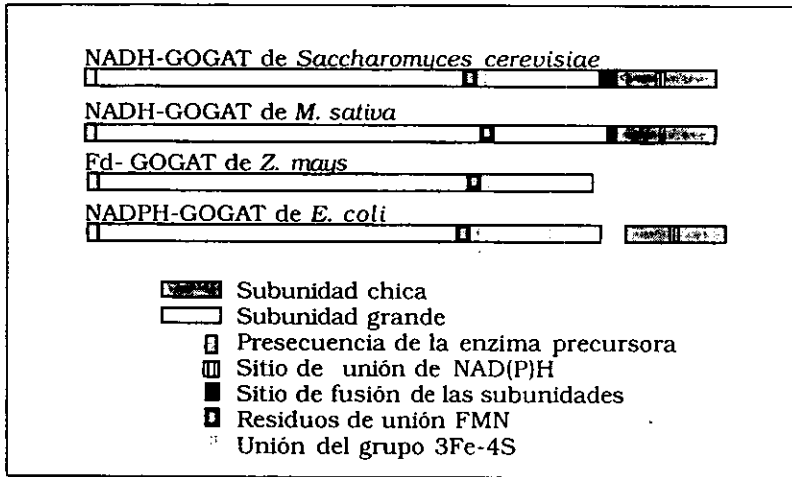 NADH-GOGAT de Saccharomyces cerevisiae
NADH-GOGAT de M. sativa
Fd- GOGAT de Z. mays
NADPH-GOGAT de E. coli
Subunidad chica
Subunidad grande
Presecuencia de la enzima precursora
Sitio de unión de NAD(P)H
Sitio de fusión de las subunidades
Residuos de unión FMN
Unión del grupo 3Fe-4S